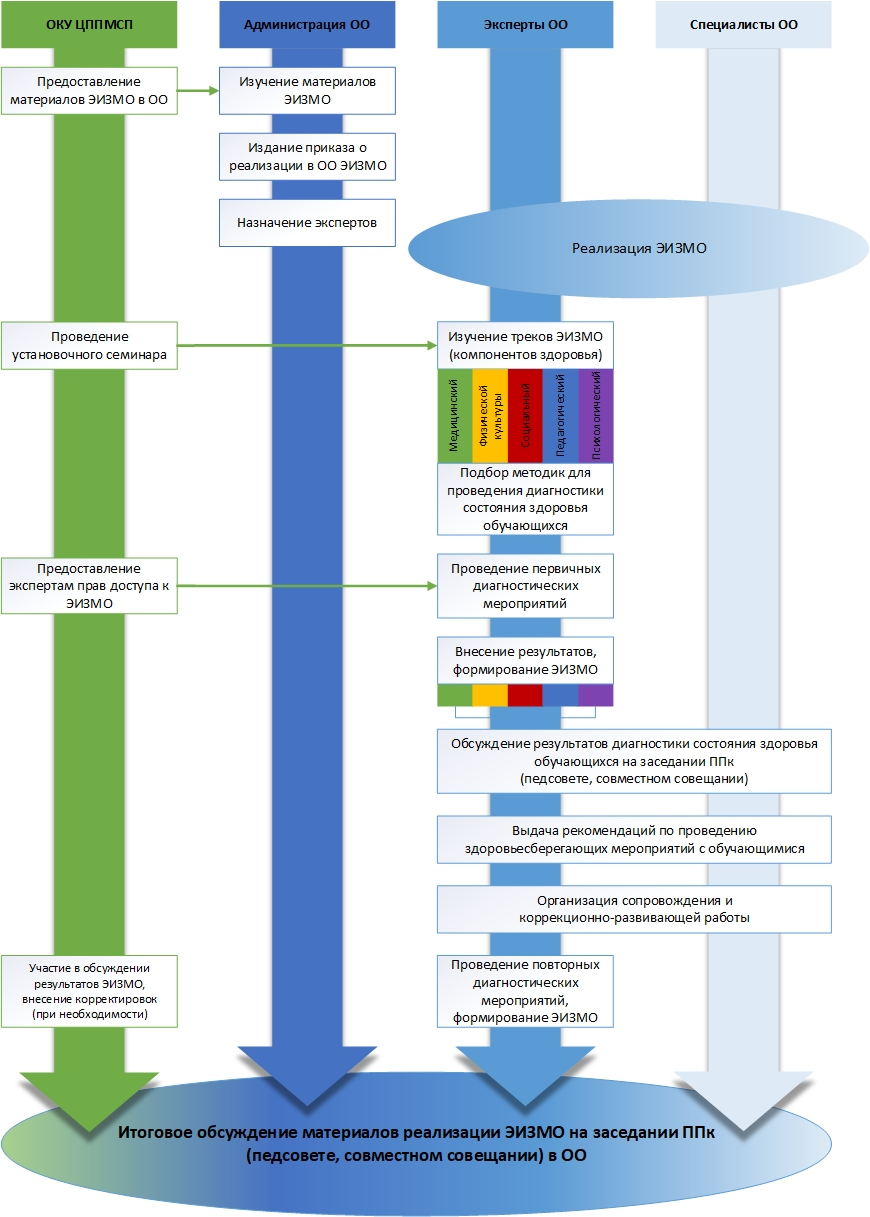 ОКУ ЦППМСП
Администрация ОО
Эксперты ОО
Специалисты ОО
Предоставление
материалов ЭИЗМО в ОО
Изучение материалов
ЭИЗМО
Издание приказа о
реализации в ОО ЭИЗМО
Назначение экспертов
Реализация ЭИЗМО
Проведение
установочного семинара
Изучение треков ЭИЗМО
(компонентов здоровья)
Медицинский
Физической
культуры
Социальный
Педагогический
Психологический
Подбор методик для
проведения диагностики
состояния здоровья
обучающихся
Предоставление
экспертам прав доступа к
ЭИЗМО
Проведение первичных
диагностических
мероприятий
Внесение результатов,
формирование ЭИЗМО
Обсуждение результатов диагностики состояния здоровья
обучающихся на заседании ППк
(педсовете, совместном совещании)
Выдача рекомендаций по проведению
здоровьесберегающих мероприятий с обучающимися
Организация сопровождения и
коррекционно-развивающей работы
Участие в обсуждении
результатов ЭИЗМО,
внесение корректировок
(при необходимости)
Проведение повторных
диагностических
мероприятий,
формирование ЭИЗМО
Итоговое обсуждение материалов реализации ЭИЗМО на заседании ППк
(педсовете, совместном совещании) в ОО